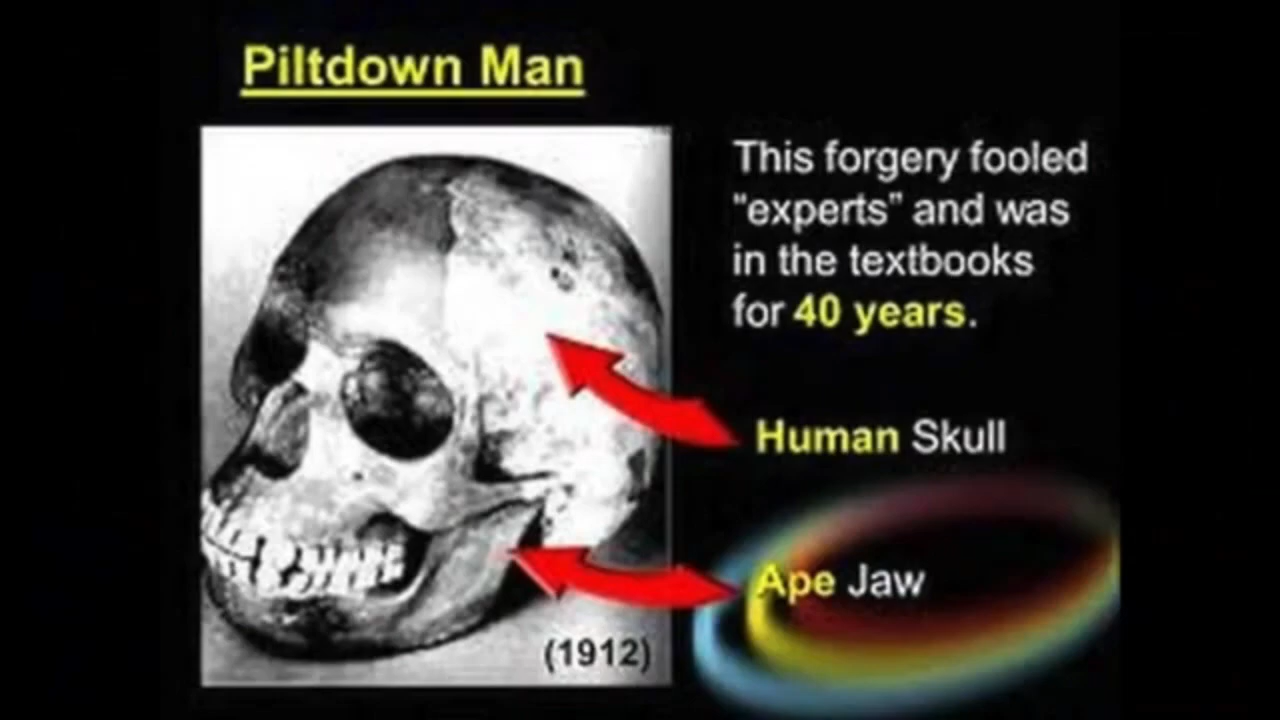 Piltdown Man
This forgery fooled
“experts” and was
in the textbooks
for 40 years.
Human Skull
Ape Jaw
(1912)